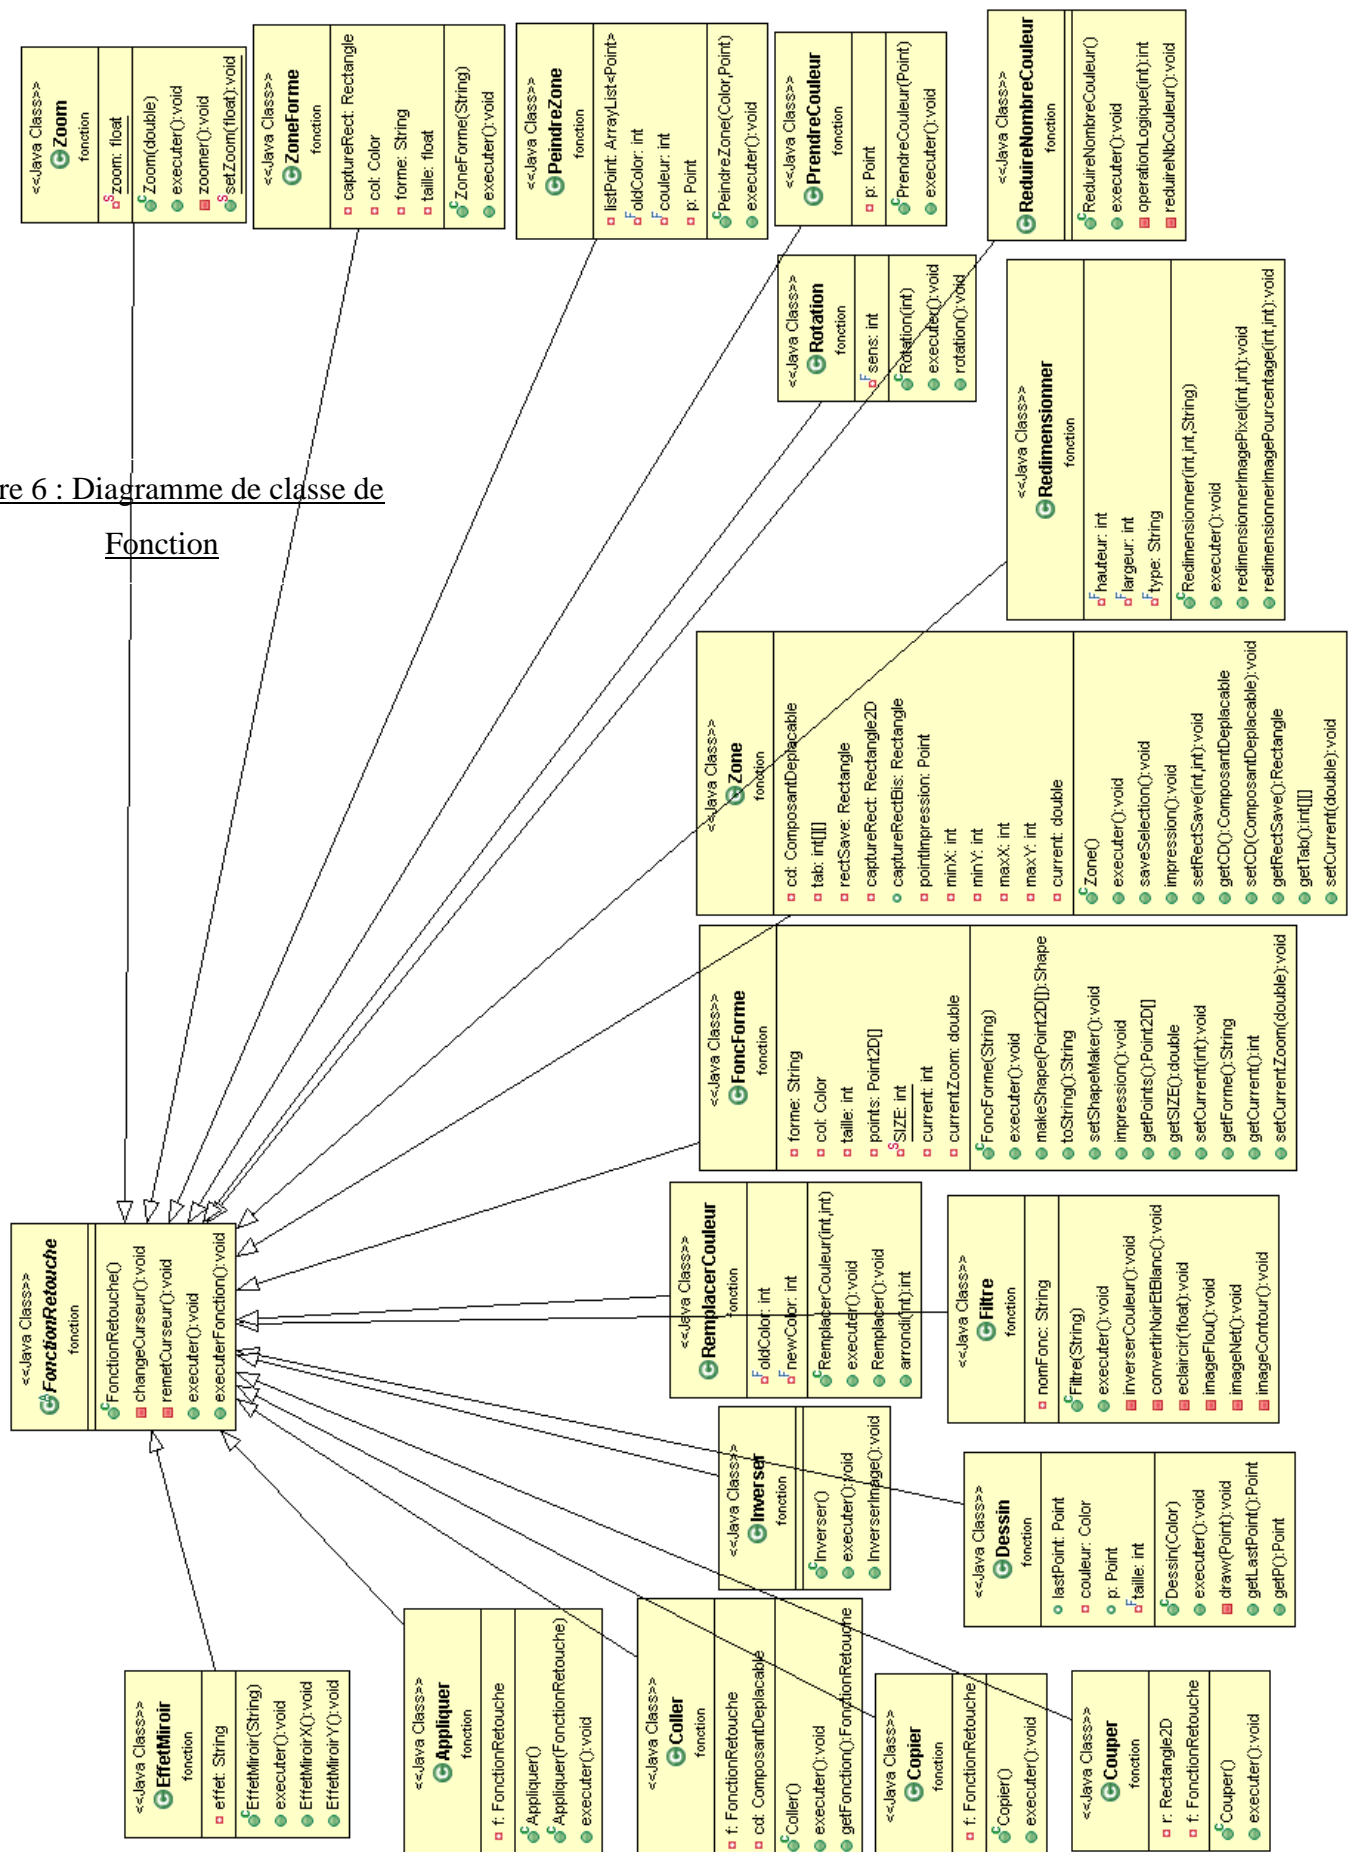 re 6 : Diagramme de classe de
Fonction
<<Java Class>>
FonctionRetouche
fonction
FonctionRetouche()
changeCurseur():void
remetCurseur():void
executer():void
executerFonction():void
<<Java Class>>
Zoom
fonction
zoom: float
Zoom(double)
executer():void
zoomer():void
setZoom(float):void
<<Java Class>>
ZoneForme
fonction
captureRect: Rectangle
col: Color
forme: String
taille: float
ZoneForme(String)
executer():void
<<Java Class>>
PeindreZone
fonction
listPoint: ArrayList<Point>
oldColor: int
couleur: int
p: Point
PeindreZone(Color,Point)
executer():void
<<Java Class>>
PrendreCouleur
fonction
p: Point
PrendreCouleur(Point)
executer():void
<<Java Class>>
ReduireNombreCouleur
fonction
ReduireNombreCouleur()
executer():void
operationLogique(int):int
reduireNbCouleur():void
<<Java Class>>
Rotation
fonction
sens: int
Rotation(int)
executer():void
rotation():void
<<Java Class>>
Redimensionner
fonction
hauteur: int
largeur: int
type: String
Redimensionner(int,int,String)
executer():void
redimensionnerImagePixel(int,int):void
redimensionnerImagePourcentage(int,int):void
<<Java Class>>
Zone
fonction
cd: ComposantDeplacable
tab: int[][]
rectSave: Rectangle
captureRect: Rectangle2D
captureRectBis: Rectangle
pointImpression: Point
minX: int
minY: int
maxX: int
maxY: int
current: double
Zone()
executer():void
saveSelection():void
impression():void
setRectSave(int,int):void
getCD():ComposantDeplacable
setCD(ComposantDeplacable):void
getRectSave():Rectangle
getTab():int[][]
setCurrent(double):void
<<Java Class>>
FoncForme
fonction
forme: String
col: Color
taille: int
points: Point2D[]
SIZE: int
current: int
currentZoom: double
FoncForme(String)
executer():void
makeShape(Point2D[]):Shape
toString():String
setShapeMaker():void
impression():void
getPoints():Point2D[]
getSIZE():double
setCurrent(int):void
getForme():String
getCurrent():int
setCurrentZoom(double):void
<<Java Class>>
RemplacerCouleur
fonction
oldColor: int
newColor: int
RemplacerCouleur(int,int)
executer():void
Remplacer():void
arrondi(int):int
<<Java Class>>
Filtre
fonction
nomFonc: String
Filtre(String)
executer():void
inverserCouleur():void
convertirNoirEtBlanc():void
eclaircir(float):void
imageFlou():void
imageNet():void
imageContour():void
<<Java Class>>
Inverser
fonction
Inverser()
executer():void
InverserImage():void
<<Java Class>>
Dessin
fonction
lastPoint: Point
couleur: Color
p: Point
taille: int
Dessin(Color)
executer():void
draw(Point):void
getLastPoint():Point
getP():Point
<<Java Class>>
EffetMiroir
fonction
effet: String
EffetMiroir(String)
executer():void
EffetMiroirX():void
EffetMiroirY():void
<<Java Class>>
Appliquer
fonction
f: FonctionRetouche
Appliquer()
Appliquer(FonctionRetouche)
executer():void
<<Java Class>>
Coller
fonction
f: FonctionRetouche
cd: ComposantDeplacable
Coller()
executer():void
getFonction():FonctionRetouche
<<Java Class>>
Copier
fonction
f: FonctionRetouche
Copier()
executer():void
<<Java Class>>
Couper
fonction
r: Rectangle2D
f: FonctionRetouche
Couper()
executer():void